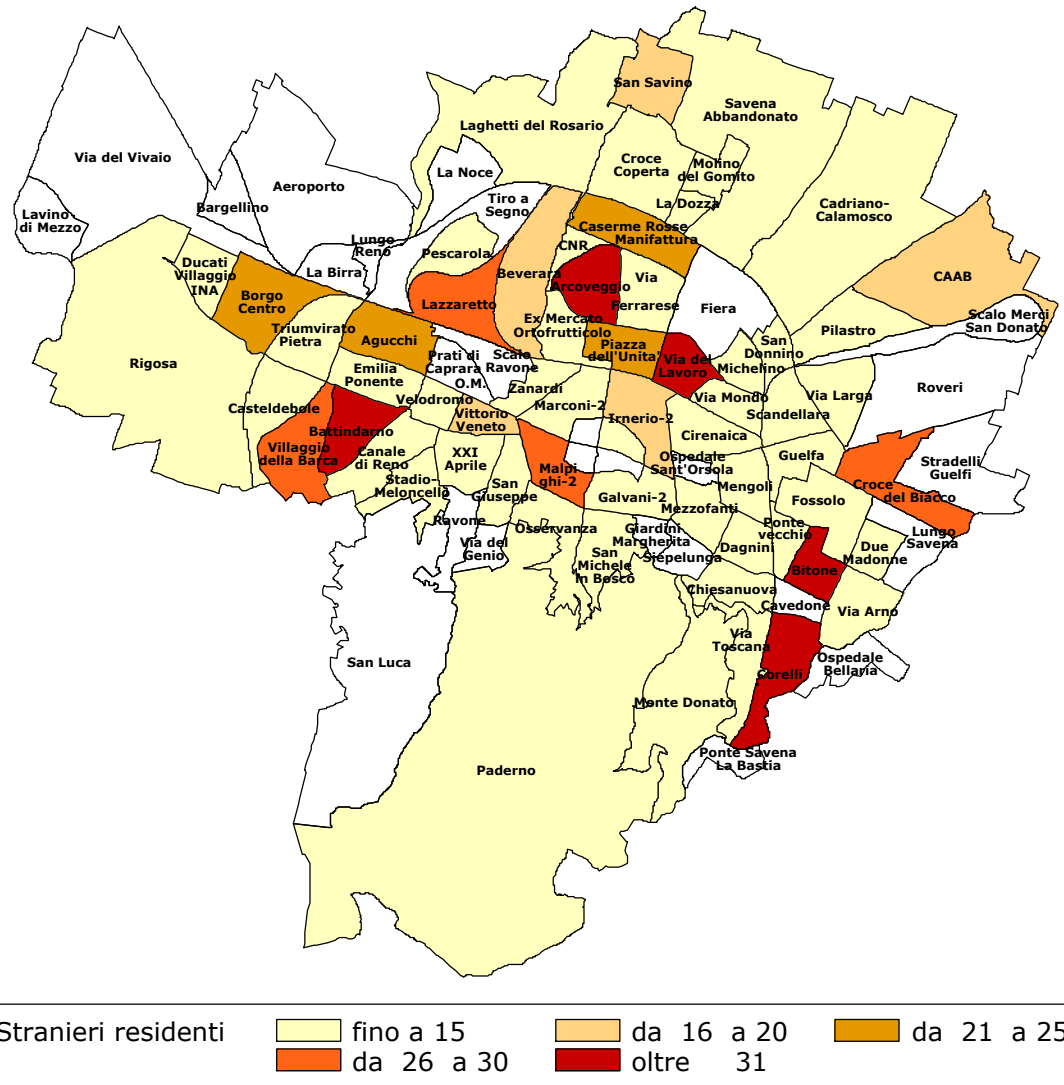 San Savino
Savena
Abbandonato
Laghetti del Rosario
Via del Vivaio
Croce
Coperta
Molino
del Gomito
La Noce
Aeroporto
Tiro a
Segno
La Dozza
Cadriano-
Calamosco
Bargellino
Lavino
di Mezzo
Caserme Rosse
Manifattura
Lungo
Reno
CNR
Pescarola
Ducati
Villaggio
INA
La Birra
Beverara
Arcoveggio
Via
Ferrarese
CAAB
Borgo
Centro
Lazzaretto
Fiera
Scalo Merci
San Donato
Triumvirato
Pietra
Ex Mercato
Ortofrutticolo
Pilastro
Agucchi
Piazza
dell'Unita'
San
Donnino
Rigosa
Prati di
Caprara
O.M.
Scalo
Ravone
Via del
Lavoro
Michelino
Emilia
Ponente
Zanardi
Roveri
Velodromo
Marconi-2
Via Mondo
Via Larga
Casteldebole
Vittorio
Veneto
Irnerio-2
Scandellara
Battindarno
Cirenaica
Villaggio
della Barca
Canale
di Reno
XXI
Aprile
Malpi
ghi-2
Ospedale
Sant'Orsola
Guelfa
Stradelli
Guelfi
Stadio-
Meloncello
San
Giuseppe
Galvani-2
Mengoli
Croce
del Biacco
Fossolo
Mezzofanti
Ravone
Osservanza
Giardini
Margherita
Ponte
vecchio
Lungo
Savena
Via del
Genio
San
Michele
In Bosco
Siepelunga
Dagnini
Due
Madonne
Bitone
Chiesanuova
Cavedone
Via Arno
Via
Toscana
San Luca
Ospedale
Bellaria
Corelli
Monte Donato
Ponte Savena
La Bastia
Paderno
Stranieri residenti
fino a 15
da 16 a 20
da 21 a 25
da 26 a 30
oltre 31